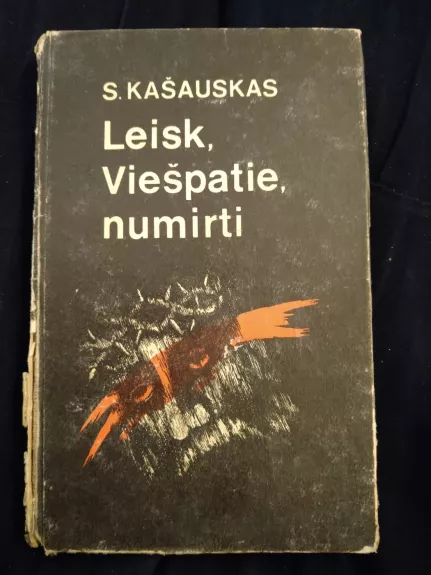 S. KAŠAUSKAS
Leisk,
Viešpatie,
numirti